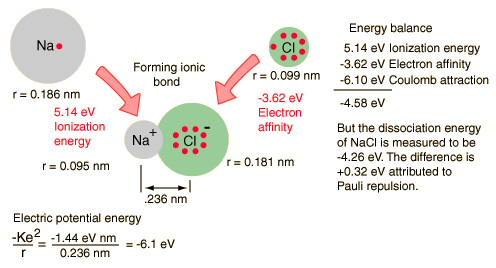 Na
r = 0.186 nm
5.14 eV
Ionization
energy
Forming ionic
bond
Cl
r = 0.099 nm
-3.62 eV
Electron
affinity
Na+
Cl -
r = 0.095 nm
r = 0.181 nm
.236 nm
Electric potential energy
-Ke²/r = -1.44 eV nm/0.236 nm = -6.1 eV
Energy balance
5.14 eV Ionization energy
-3.62 eV Electron affinity
-6.10 eV Coulomb attraction
-4.58 eV
But the dissociation energy
of NaCl is measured to be
-4.26 eV. The difference is
+0.32 eV attributed to
Pauli repulsion.